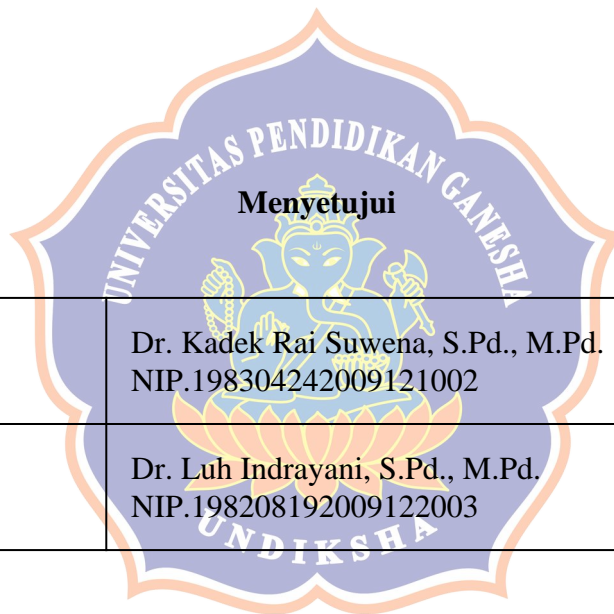 UNIVERSITAS PENDIDIKAN GANESHA
Menyetujui
Dr. Kadek Rai Suwena, S.Pd., M.Pd.
NIP.198304242009121002
Dr. Luh Indrayani, S.Pd., M.Pd.
NIP.198208192009122003
UNDIKSHA